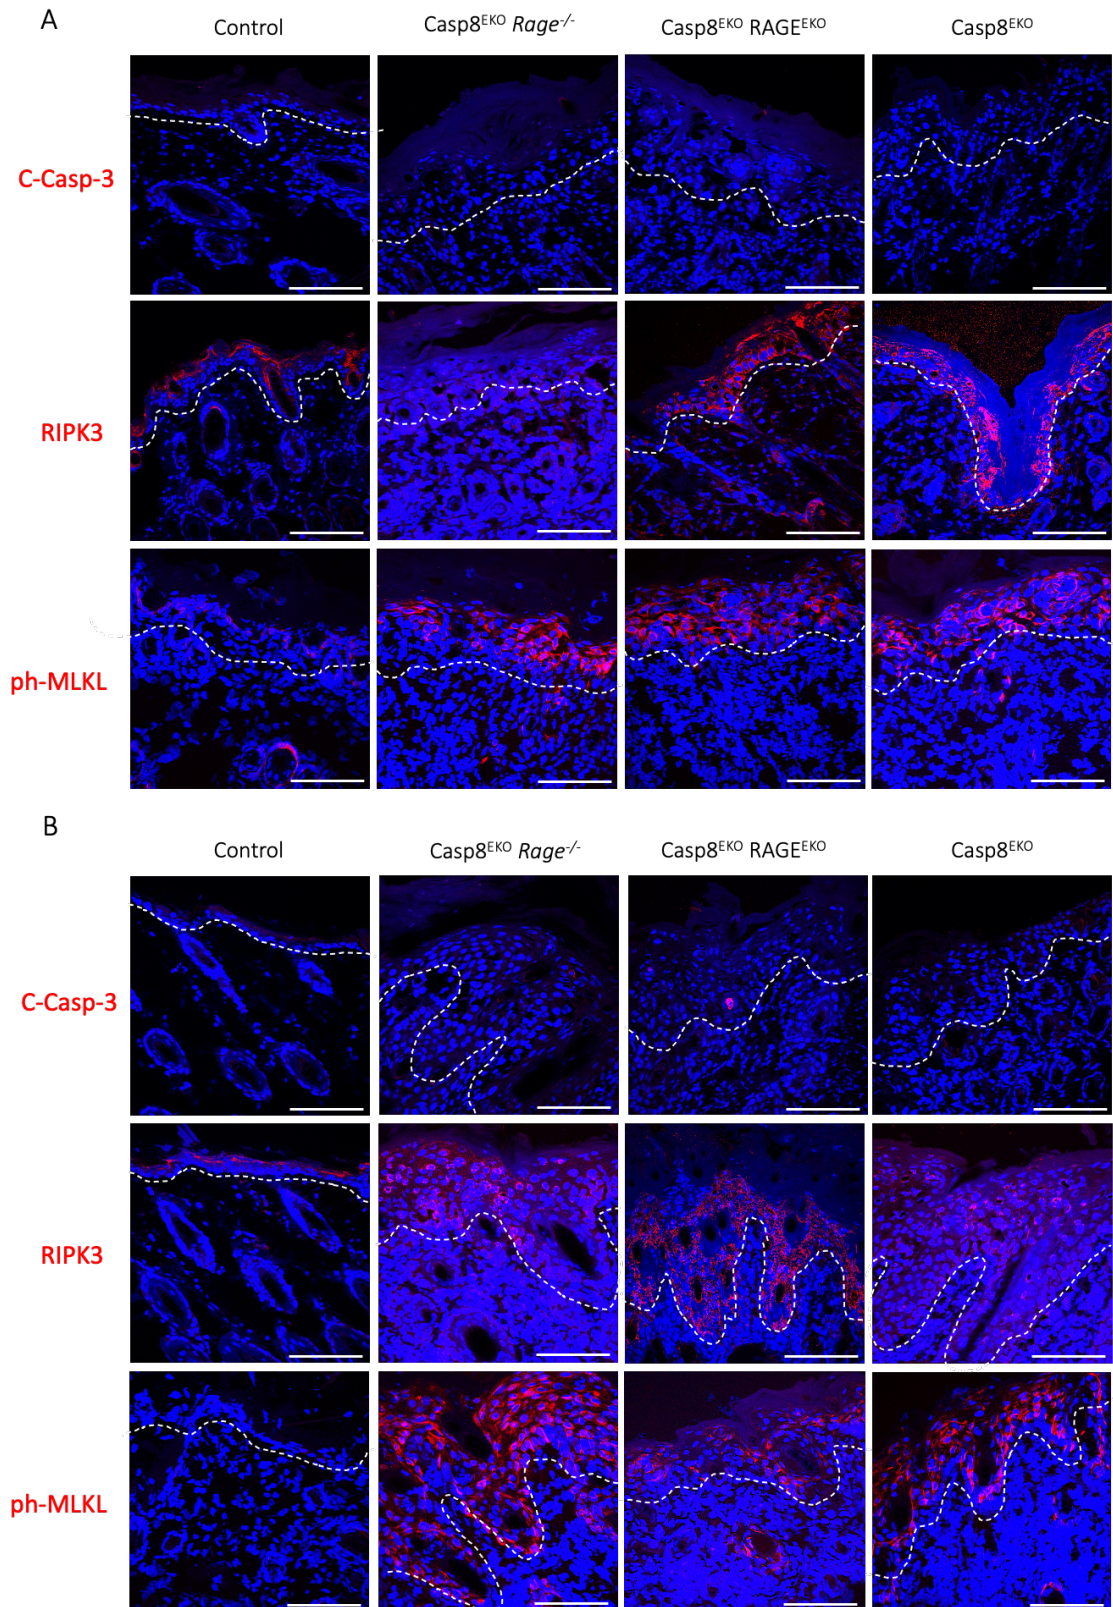 A
Control Casp8EKO Rage-/- Casp8EKO RAGEEKO Casp8EKO
C-Casp-3
RIPK3
ph-MLKL
B
Control Casp8EKO Rage-/- Casp8EKO RAGEEKO Casp8EKO
C-Casp-3
RIPK3
ph-MLKL